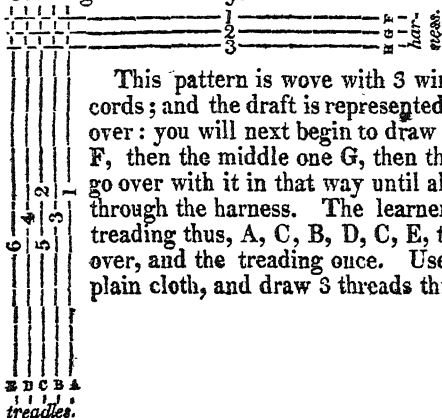 1 F
2 G har-
3 H ness.
This pattern is wove with 3 win
cords; and the draft is represented
over: you will next begin to draw
F, then the middle one G, then th
go over with it in that way until al
through the harness. The learner
treading thus, A, C, B, D, C, E, t
over, and the treading once. Use
plain cloth, and draw 3 threads th
6 4 5 2 3 1
E D C B A
treadles.